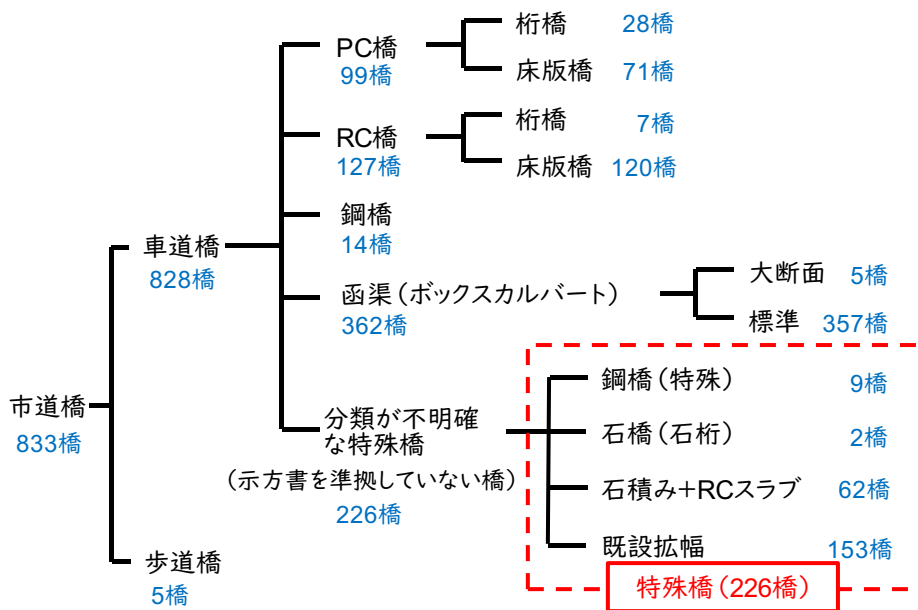 市道橋
833橋
車道橋
828橋
歩道橋
5橋
PC橋
99橋
桁橋 28橋
床版橋 71橋
RC橋
127橋
桁橋 7橋
床版橋 120橋
鋼橋
14橋
函渠(ボックスカルバート)
362橋
大断面 5橋
標準 357橋
分類が不明確
な特殊橋
(示方書を準拠していない橋)
226橋
鋼橋(特殊) 9橋
石橋(石桁) 2橋
石積み+RCスラブ 62橋
既設拡幅 153橋
特殊橋(226橋)